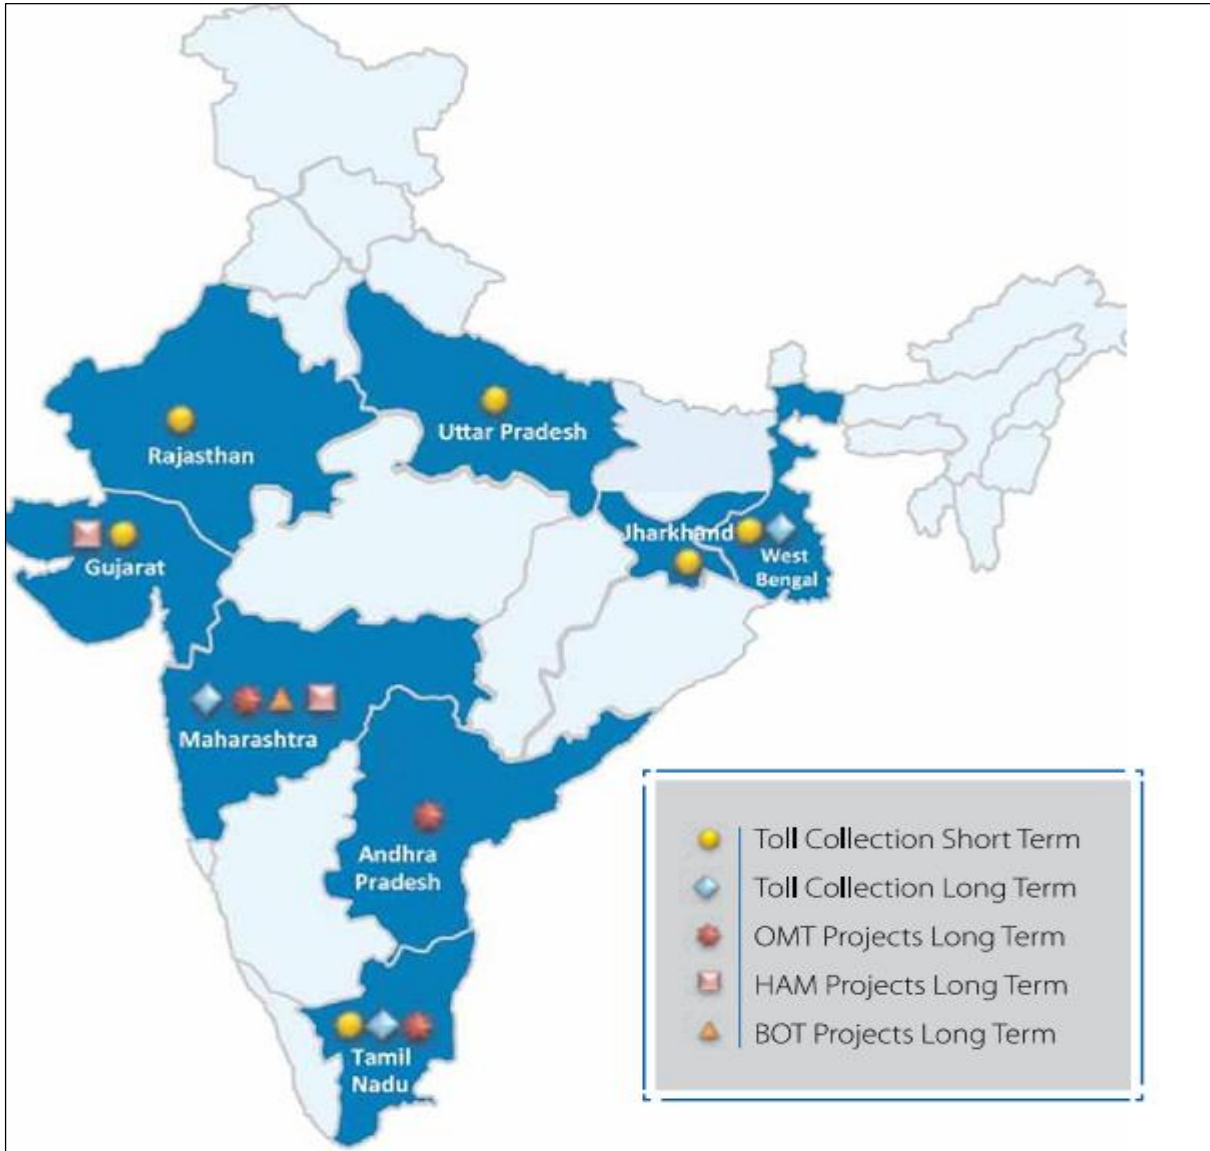 Rajasthan
Uttar Pradesh
Jharkhand
West
Bengal
Gujarat
Maharashtra
Andhra
Pradesh
Tamil
Nadu
Toll Collection Short Term
Toll Collection Long Term
OMT Projects Long Term
HAM Projects Long Term
BOT Projects Long Term